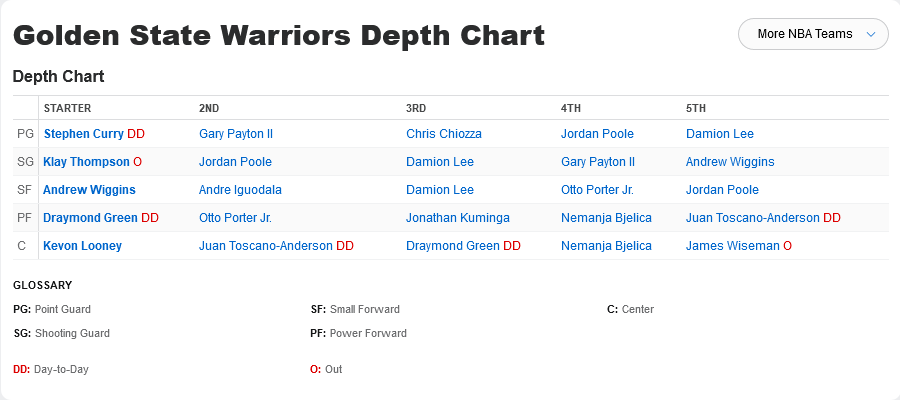 Golden State Warriors Depth Chart
More NBA Teams
Depth Chart
STARTER 2ND 3RD 4TH 5TH
PG Stephen Curry DD Gary Payton II Chris Chiozza Jordan Poole Damion Lee
SG Klay Thompson O Jordan Poole Damion Lee Gary Payton II Andrew Wiggins
SF Andrew Wiggins Andre Iguodala Damion Lee Otto Porter Jr. Jordan Poole
PF Draymond Green DD Otto Porter Jr. Jonathan Kuminga Nemanja Bjelica Juan Toscano-Anderson DD
C Kevon Looney Juan Toscano-Anderson DD Draymond Green DD Nemanja Bjelica James Wiseman O
GLOSSARY
PG: Point Guard SF: Small Forward C: Center
SG: Shooting Guard PF: Power Forward
DD: Day-to-Day O: Out